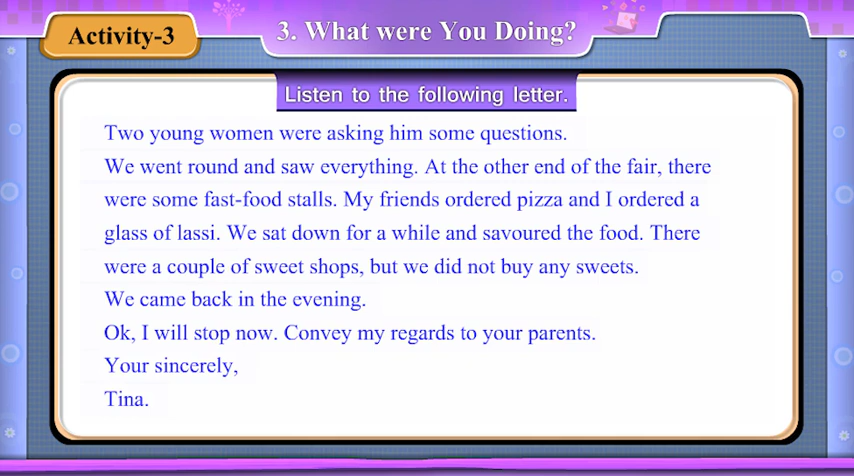 Activity-3
3. What were You Doing?
Listen to the following letter.
Two young women were asking him some questions.
We went round and saw everything. At the other end of the fair, there
were some fast-food stalls. My friends ordered pizza and I ordered a
glass of lassi. We sat down for a while and savoured the food. There
were a couple of sweet shops, but we did not buy any sweets.
We came back in the evening.
Ok, I will stop now. Convey my regards to your parents.
Your sincerely,
Tina.